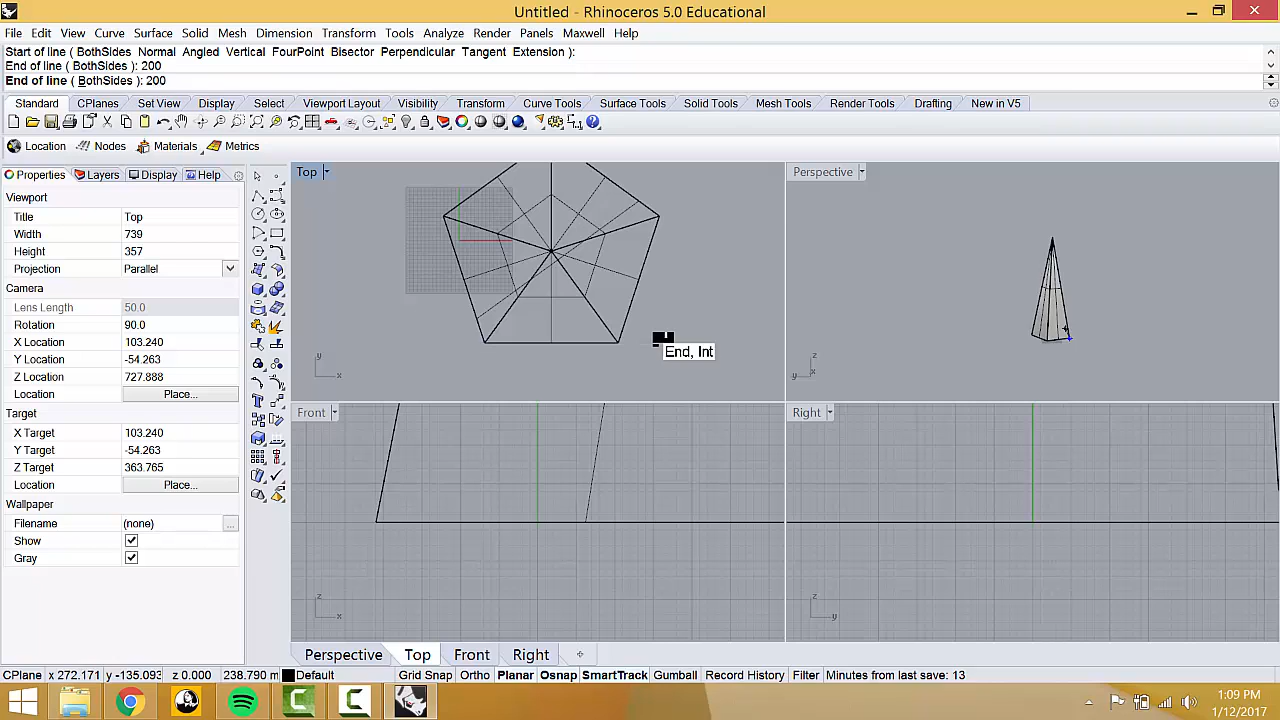 Untitled - Rhinoceros 5.0 Educational
File Edit View Curve Surface Solid Mesh Dimension Transform Tools Analyze Render Panels Maxwell Help
Start of line ( BothSides Normal Angled Vertical FourPoint Bisector Perpendicular Tangent Extension ):
End of line ( BothSides ): 200
End of line ( BothSides ): 200
Standard CPlanes Set View Display Select Viewport Layout Visibility Transform Curve Tools Surface Tools Solid Tools Mesh Tools Render Tools Drafting New in V5
Location Nodes Materials Metrics
Properties Layers Display Help
Viewport
Title Top
Width 739
Height 357
Projection Parallel
Camera
Lens Length 50.0
Rotation 90.0
X Location 103.240
Y Location -54.263
Z Location 727.888
Location Place...
Target
X Target 103.240
Y Target -54.263
Z Target 363.765
Location Place...
Wallpaper
Filename (none) ...
Show
Gray
Top
y
x
End, Int
Perspective
z
x
y
Front
z
x
Right
z
y
Perspective Top Front Right
CPlane x 272.171 y -135.093 z 0.000 238.790 m Default Grid Snap Ortho Planar Osnap SmartTrack Gumball Record History Filter Minutes from last save: 13
1:09 PM
1/12/2017